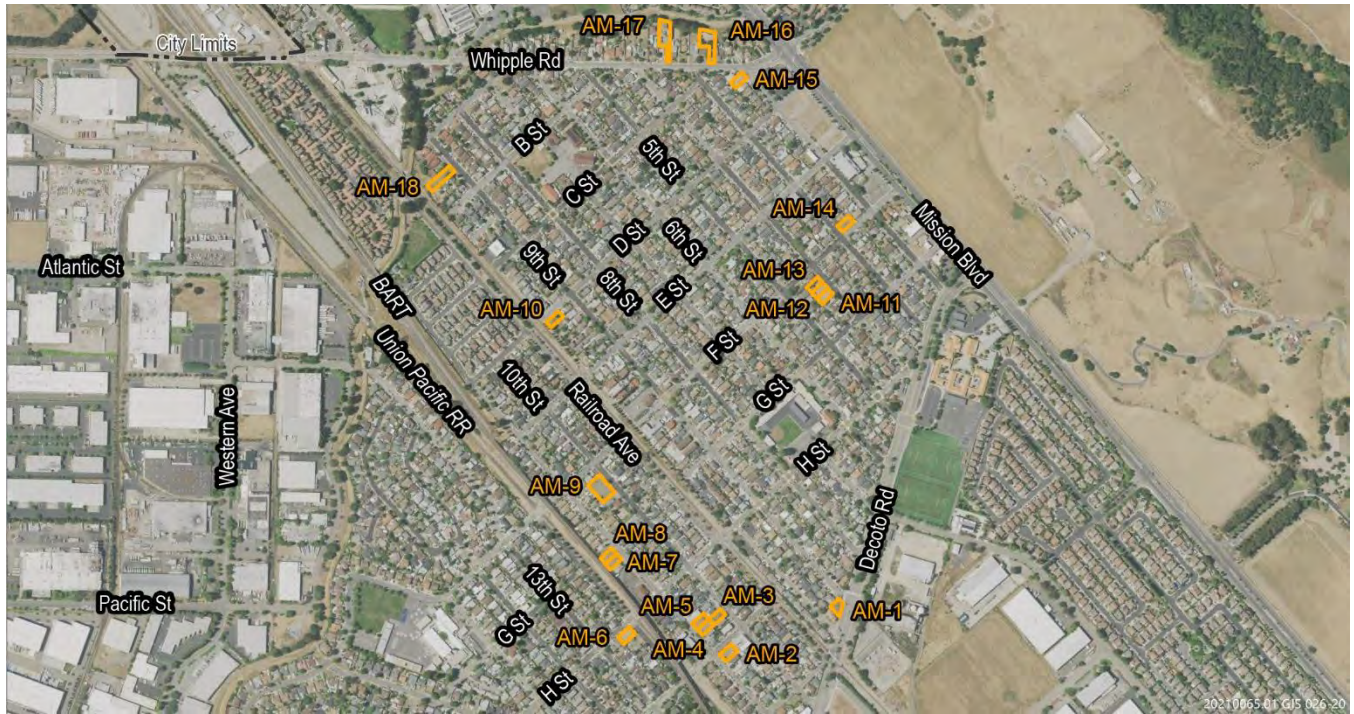 AM-17
AM-16
City Limits
Whipple Rd
AM-15
B St
5th St
C St
AM-18
AM-14
Mission Blvd
D St
6th St
Atlantic St
9th St
8th St
E St
AM-13
AM-12
AM-11
BART
AM-10
F St
Union Pacific RR
10th St
Railroad Ave
G St
Western Ave
H St
AM-9
Decoto Rd
AM-8
AM-7
13th St
Pacific St
AM-5
AM-3
AM-1
G St
AM-6
AM-4
AM-2
H St
20210065.01 GIS 026-20